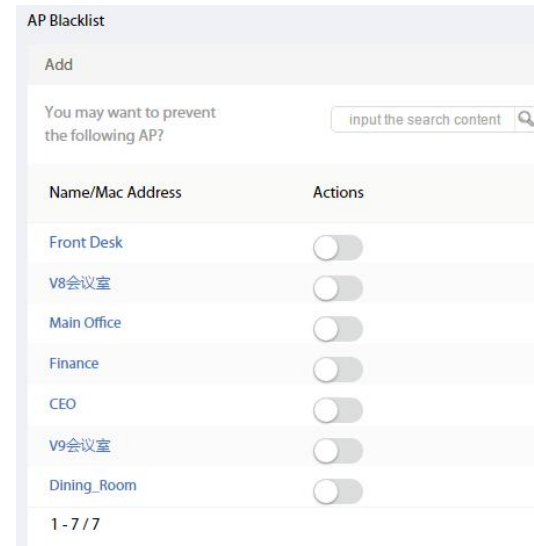 AP Blacklist
Add
You may want to prevent
the following AP?
input the search content
Name/Mac Address Actions
Front Desk
V8会议室
Main Office
Finance
CEO
V9会议室
Dining_Room
1 - 7 / 7